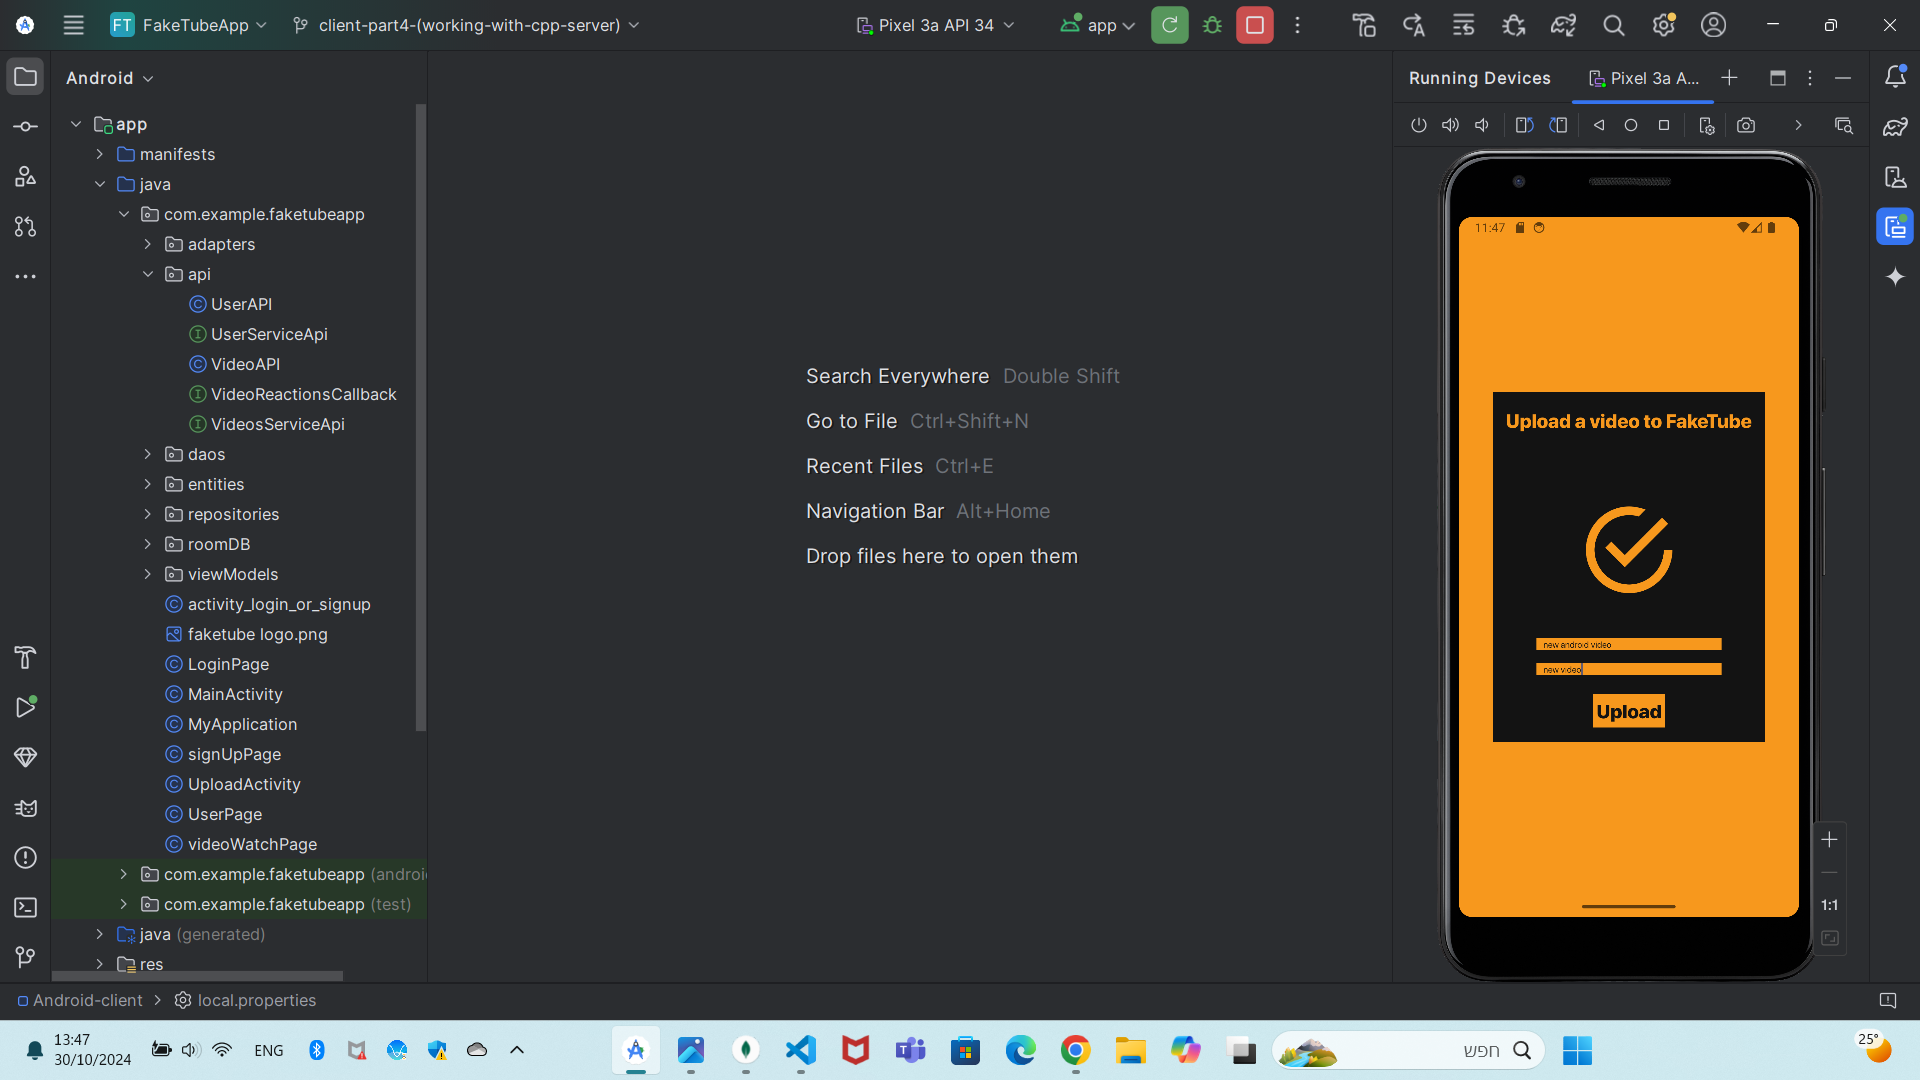 FT FakeTubeApp client-part4-(working-with-cpp-server) Pixel 3a API 34 app
Android
app
manifests
java
com.example.faketubeapp
adapters
api
UserAPI
UserServiceApi
VideoAPI
VideoReactionsCallback
VideosServiceApi
daos
entities
repositories
roomDB
viewModels
activity_login_or_signup
faketube logo.png
LoginPage
MainActivity
MyApplication
signUpPage
UploadActivity
UserPage
videoWatchPage
com.example.faketubeapp (androi
com.example.faketubeapp (test)
java (generated)
res
Search Everywhere Double Shift
Go to File Ctrl+Shift+N
Recent Files Ctrl+E
Navigation Bar Alt+Home
Drop files here to open them
Running Devices Pixel 3a A...
11:47
Upload a video to FakeTube
new android video
new video
Upload
1:1
Android-client > local.properties
13:47
30/10/2024
ENG
חפש
25°